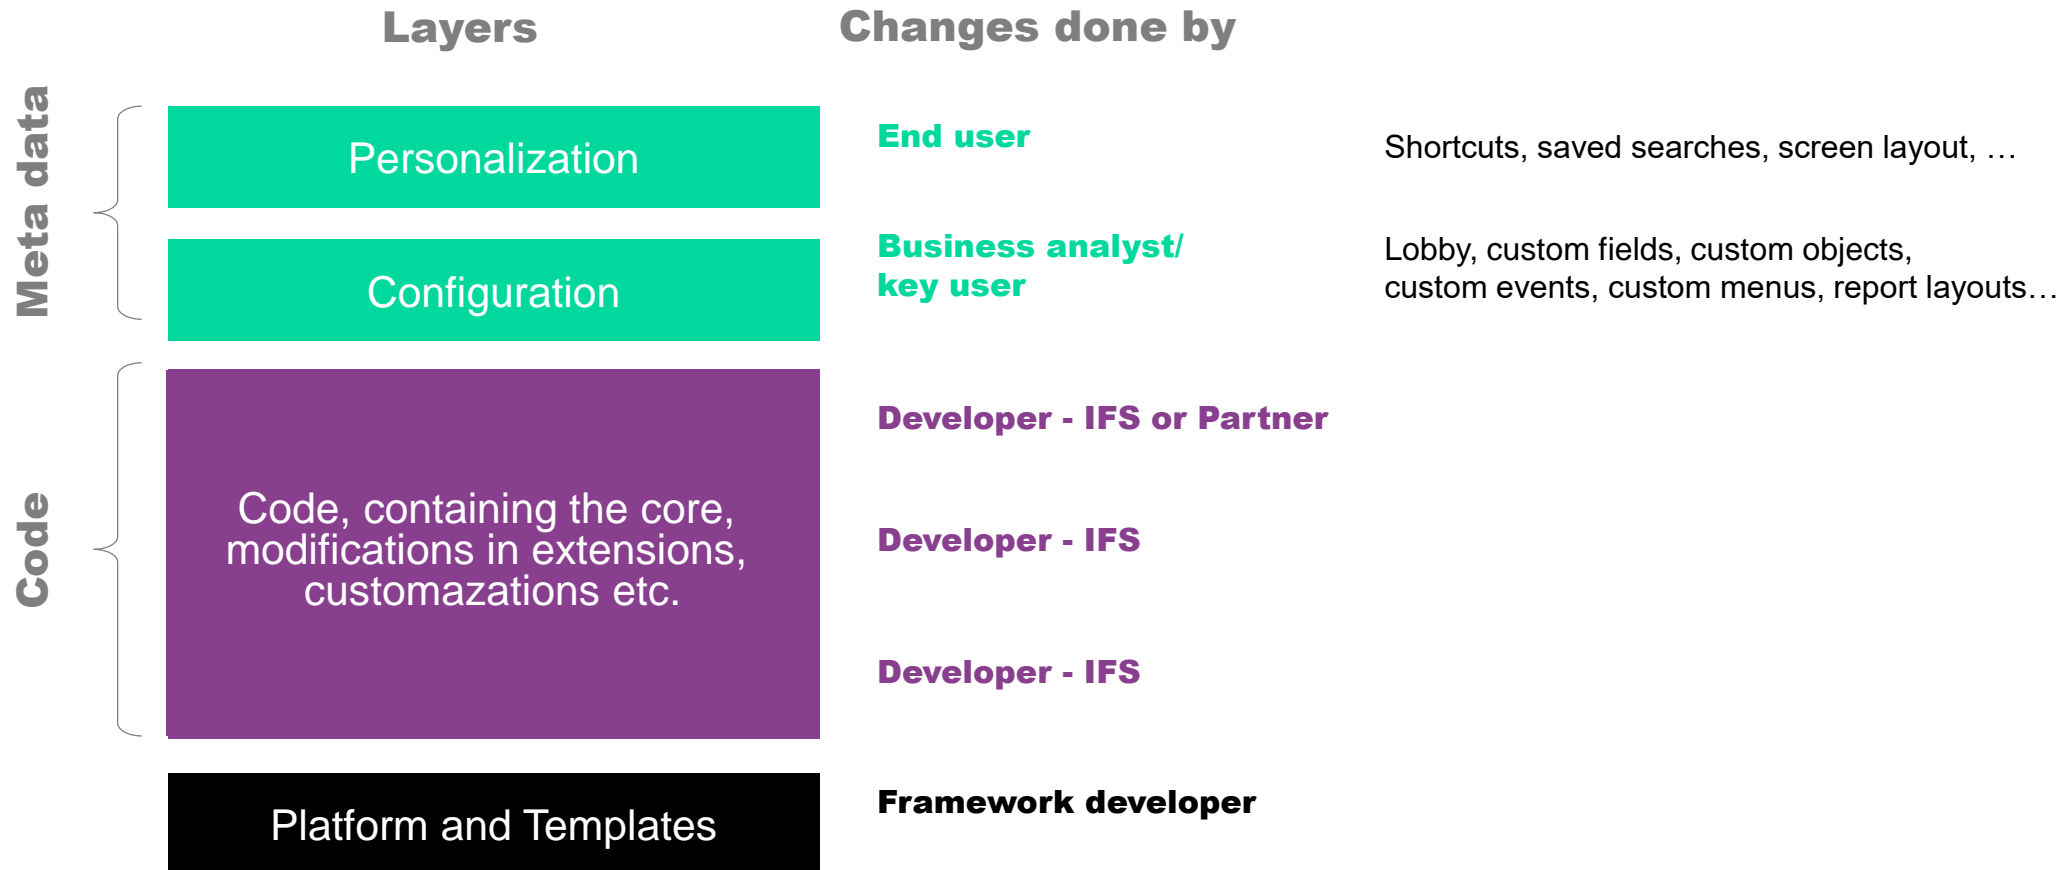 Layers
Changes done by
Meta data
Personalization
End user
Shortcuts, saved searches, screen layout, …
Configuration
Business analyst/
key user
Lobby, custom fields, custom objects,
custom events, custom menus, report layouts…
Code
Code, containing the core,
modifications in extensions,
customazations etc.
Developer - IFS or Partner
Developer - IFS
Developer - IFS
Platform and Templates
Framework developer